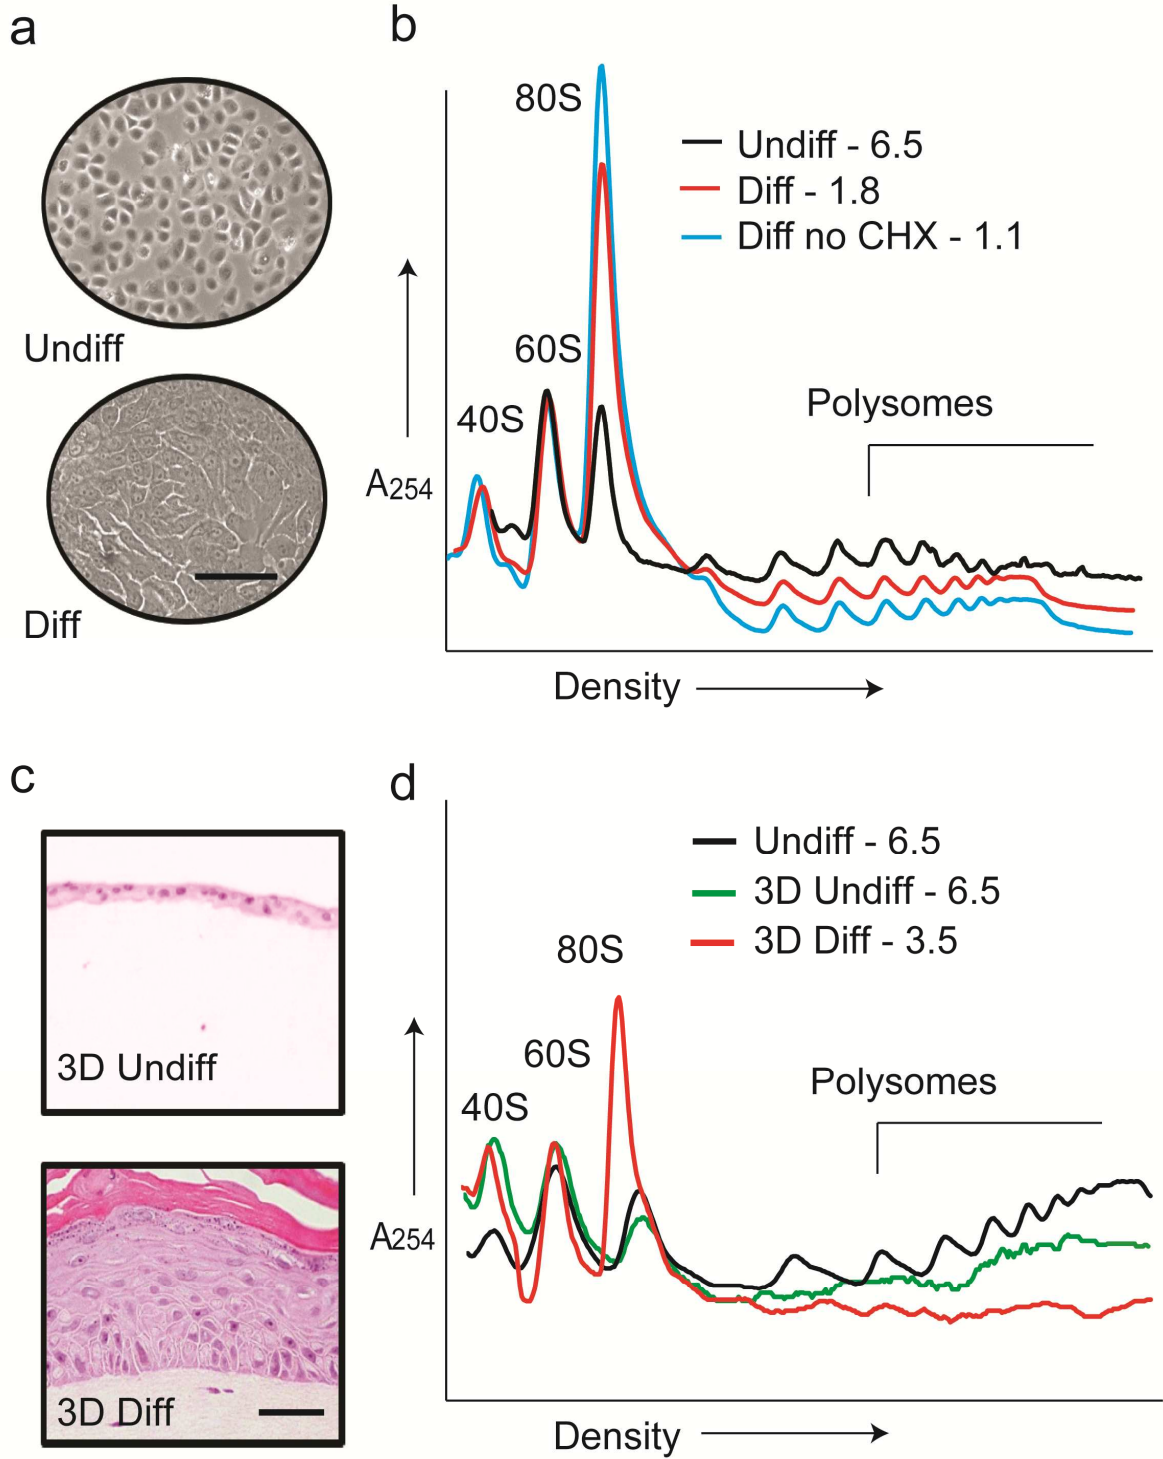 a
Undiff
Diff
b
80S
Undiff - 6.5
Diff - 1.8
Diff no CHX - 1.1
60S
40S
Polysomes
A254
Density
c
3D Undiff
3D Diff
d
Undiff - 6.5
3D Undiff - 6.5
3D Diff - 3.5
80S
60S
40S
Polysomes
A254
Density